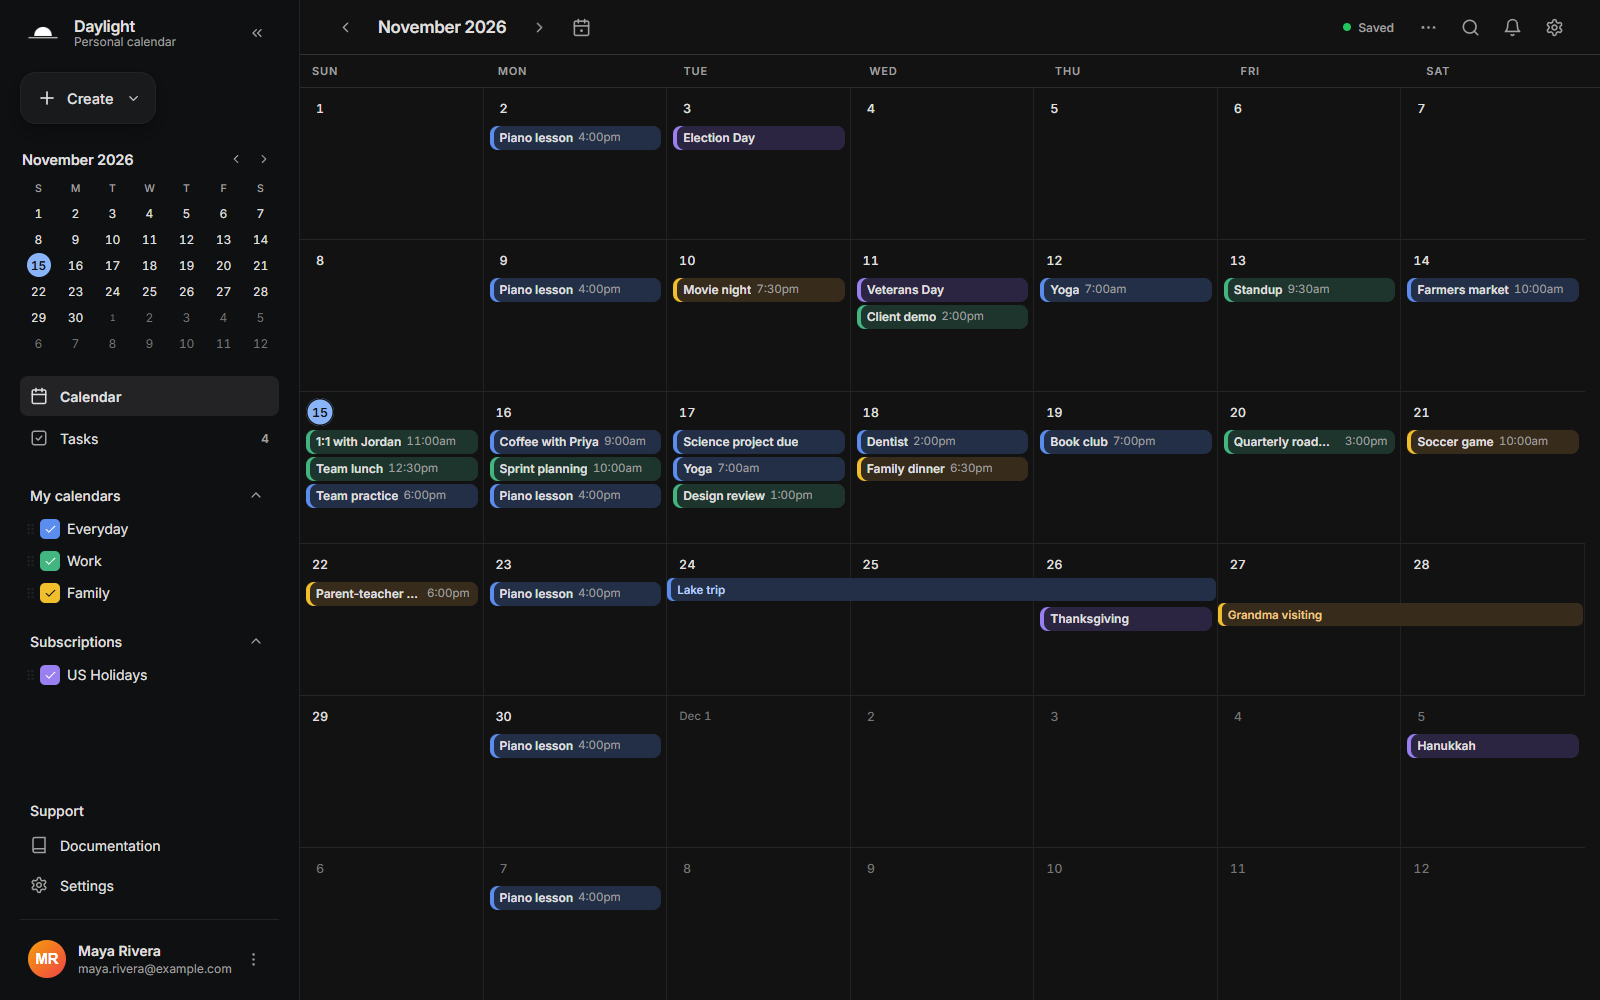 Daylight
Personal calendar
Create
November 2026
S M T W T F S
1 2 3 4 5 6 7
8 9 10 11 12 13 14
15 16 17 18 19 20 21
22 23 24 25 26 27 28
29 30 1 2 3 4 5
6 7 8 9 10 11 12
Calendar
Tasks 4
My calendars
Everyday
Work
Family
Subscriptions
US Holidays
Support
Documentation
Settings
MR
Maya Rivera
maya.rivera@example.com
November 2026
Saved
SUN MON TUE WED THU FRI SAT
1 2 3 4 5 6 7
Piano lesson 4:00pm
Election Day
8 9 10 11 12 13 14
Piano lesson 4:00pm
Movie night 7:30pm
Veterans Day
Client demo 2:00pm
Yoga 7:00am
Standup 9:30am
Farmers market 10:00am
15 16 17 18 19 20 21
1:1 with Jordan 11:00am
Team lunch 12:30pm
Team practice 6:00pm
Coffee with Priya 9:00am
Sprint planning 10:00am
Piano lesson 4:00pm
Science project due
Yoga 7:00am
Design review 1:00pm
Dentist 2:00pm
Family dinner 6:30pm
Book club 7:00pm
Quarterly road... 3:00pm
Soccer game 10:00am
22 23 24 25 26 27 28
Parent-teacher ... 6:00pm
Piano lesson 4:00pm
Lake trip
Thanksgiving
Grandma visiting
29 30 Dec 1 2 3 4 5
Piano lesson 4:00pm
Hanukkah
6 7 8 9 10 11 12
Piano lesson 4:00pm